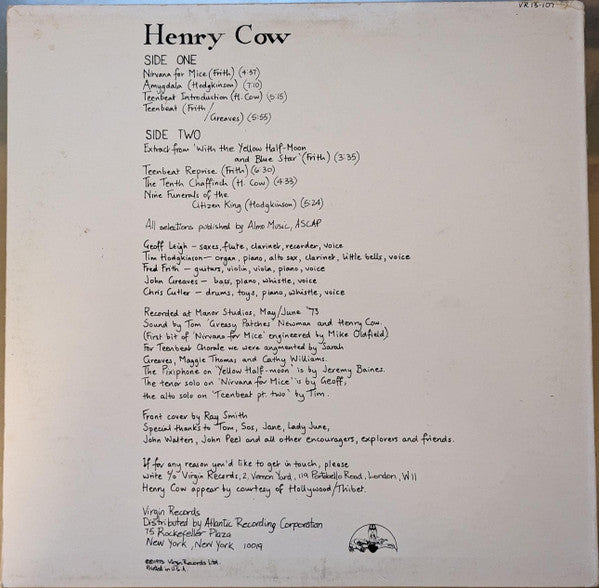 VR 13-107
Henry Cow
SIDE ONE
Nirvana for Mice (Frith) (4:37)
Amygdala (Hodgkinson) (7:10)
Teenbeat Introduction (H. Cow) (5:15)
Teenbeat (Frith/
/Greaves) (5:55)
SIDE TWO
Extract from 'With the Yellow Half-Moon
and Blue Star' (Frith) (3:35)
Teenbeat Reprise (Frith) (6:30)
The Tenth Chaffinch (H. Cow) (4:33)
Nine Funerals of the
Citizen King (Hodgkinson) (5:24)
All selections published by Almo Music, ASCAP
Geoff Leigh – saxes, flute, clarinet, recorder, voice
Tim Hodgkinson – organ, piano, alto sax, clarinet, little bells, voice
Fred Frith – guitars, violin, viola, piano, voice
John Greaves – bass, piano, whistle, voice
Chris Cutler – drums, toys, piano, whistle, voice
Recorded at Manor Studios, May/June '73
Sound by Tom 'Greasy Patches' Newman and Henry Cow.
(First bit of 'Nirvana for Mice' engineered by Mike Oldfield)
For Teenbeat Chorale we were augmented by Sarah
Greaves, Maggie Thomas and Cathy Williams.
The Pixiphone on 'Yellow Half-moon' is by Jeremy Baines.
The tenor solo on 'Nirvana for Mice' is by Geoff,
the alto solo on 'Teenbeat pt. two' by Tim.
Front cover by Ray Smith
Special thanks to Tom, Sos, Jane, Lady June,
John Walters, John Peel and all other encouragers, explorers and friends.
If for any reason you'd like to get in touch, please
write c/o Virgin Records, 2, Vernon Yard, 119 Portobello Road, London, W11
Henry Cow appear by courtesy of Hollywood/Thibet.
Virgin Records
Distributed by Atlantic Recording Corporation
75 Rockefeller Plaza
New York, New York. 10019
©℗1973 Virgin Records Ltd.
Printed in U.S.A.